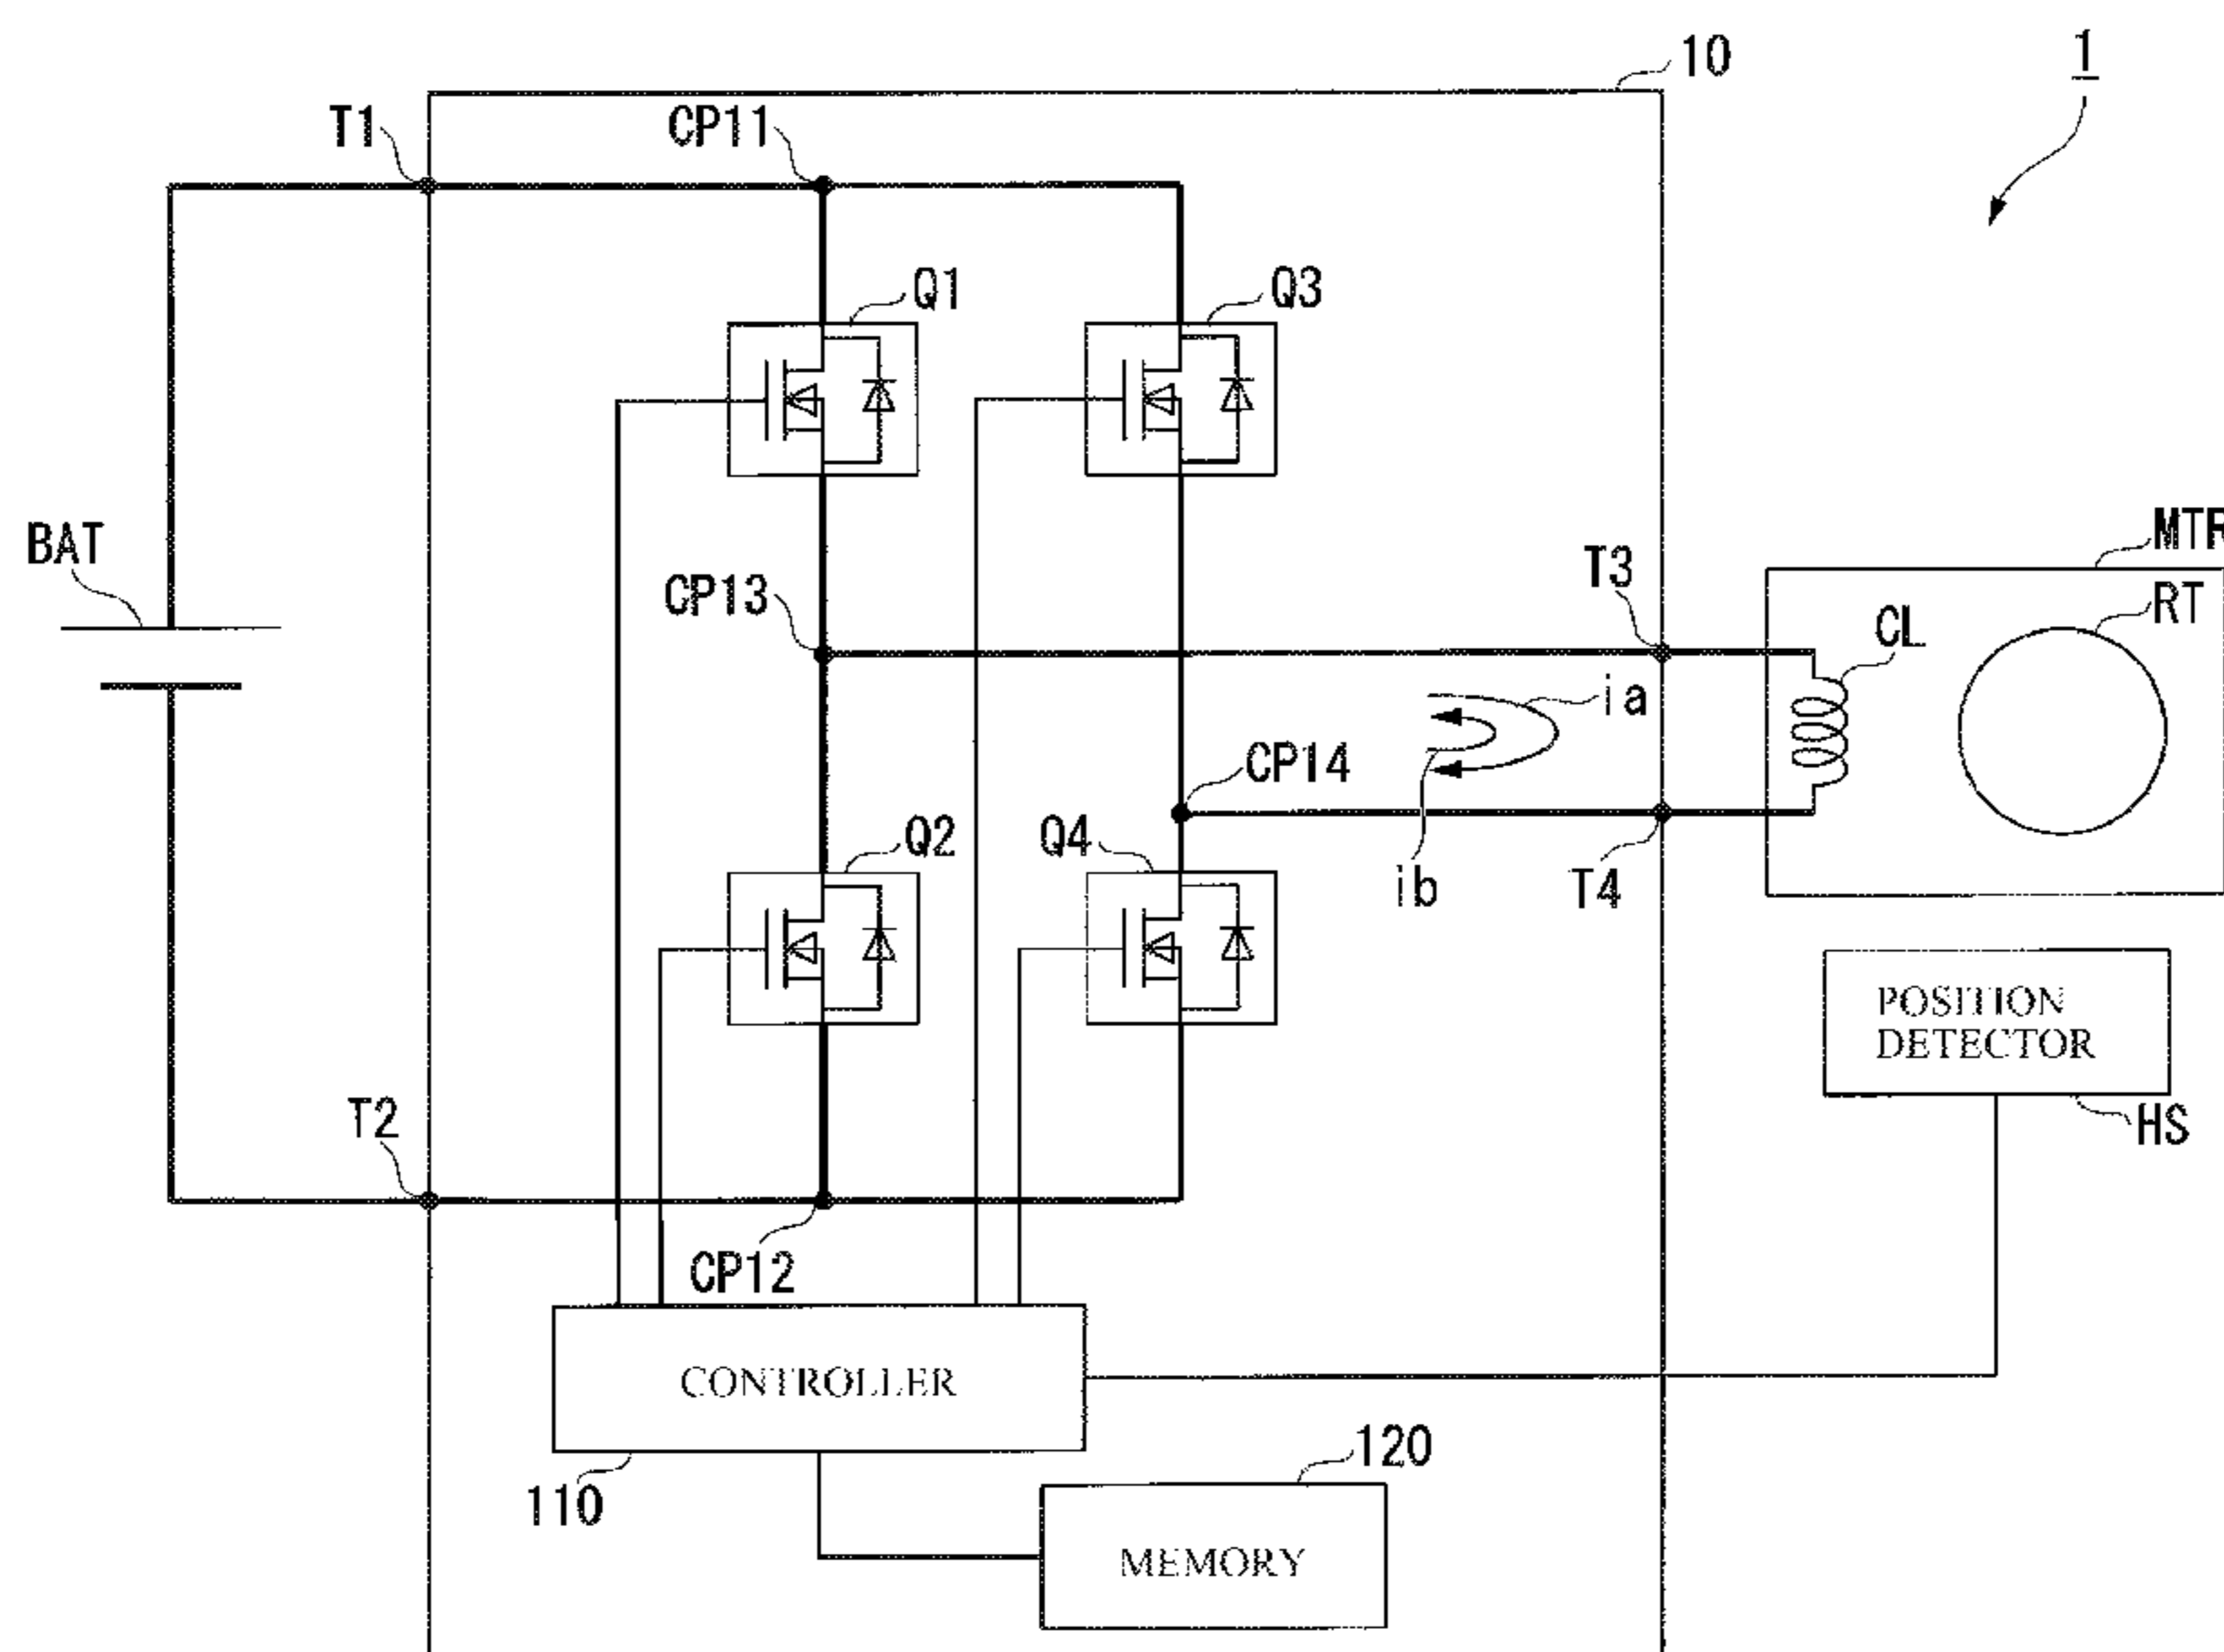 10
1
T1
CP11
Q1
Q3
BAT
MTR
T3
RT
CP13
CL
ia
CP14
Q2
Q4
ib
T4
POSITION
DETECTOR
T2
HS
CP12
CONTROLLER
120
110
MEMORY